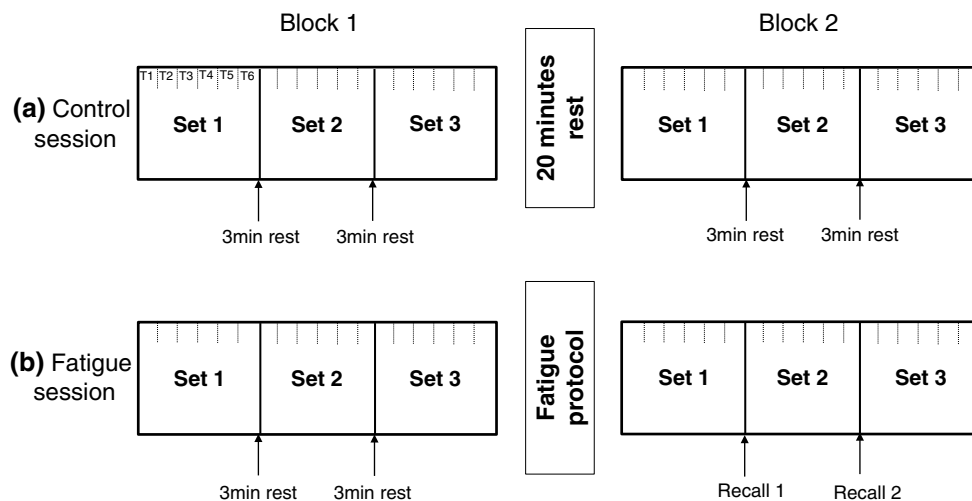 Block 1
Block 2
T1 T2 T3 T4 T5 T6
(a) Control
session
Set 1
Set 2
Set 3
20 minutes
rest
Set 1
Set 2
Set 3
3min rest
3min rest
3min rest
3min rest
(b) Fatigue
session
Set 1
Set 2
Set 3
Fatigue
protocol
Set 1
Set 2
Set 3
3min rest
3min rest
Recall 1
Recall 2